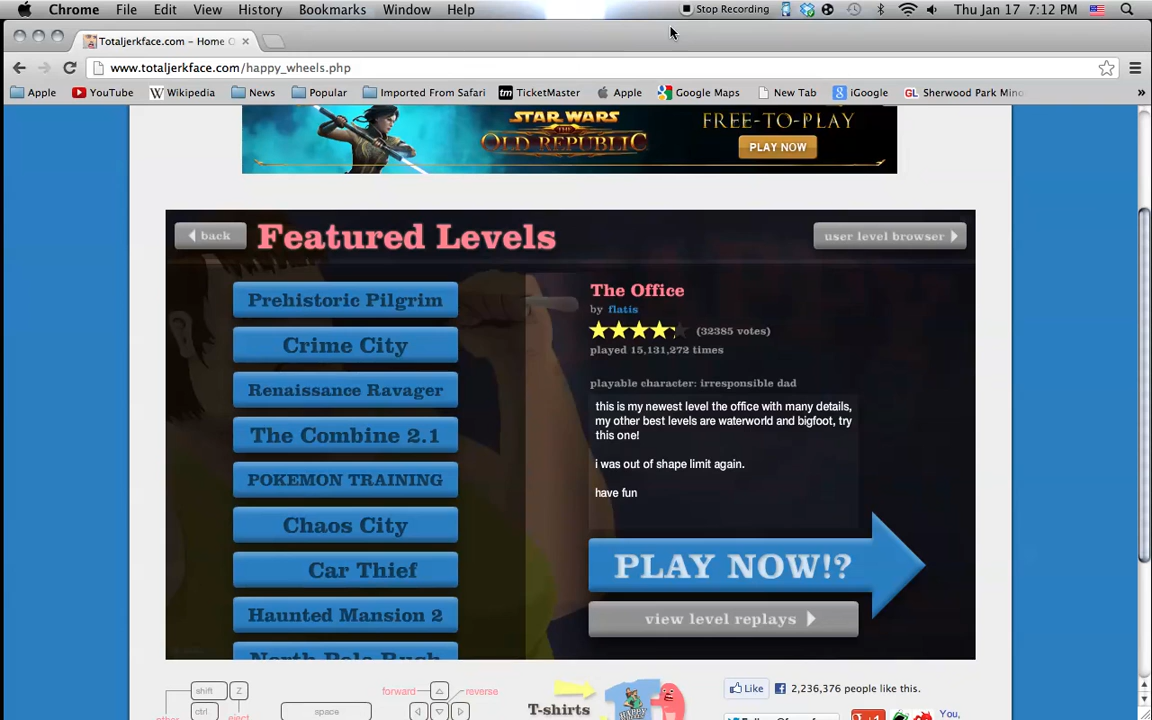 Chrome File Edit View History Bookmarks Window Help Stop Recording Thu Jan 17 7:12 PM
Totaljerkface.com – Home O
www.totaljerkface.com/happy_wheels.php
Apple YouTube Wikipedia News Popular Imported From Safari TicketMaster Apple Google Maps New Tab iGoogle Sherwood Park Mino »
STAR WARS
THE OLD REPUBLIC
FREE-TO-PLAY
PLAY NOW
back Featured Levels user level browser
Prehistoric Pilgrim
Crime City
Renaissance Ravager
The Combine 2.1
POKEMON TRAINING
Chaos City
Car Thief
Haunted Mansion 2
North Pole Rush
The Office
by flatis
(32385 votes)
played 15,131,272 times
playable character: irresponsible dad
this is my newest level the office with many details,
my other best levels are waterworld and bigfoot, try
this one!
i was out of shape limit again.
have fun
PLAY NOW!?
view level replays
shift Z
ctrl eject
space
forward reverse
T-shirts
Like 2,236,376 people like this.
You,